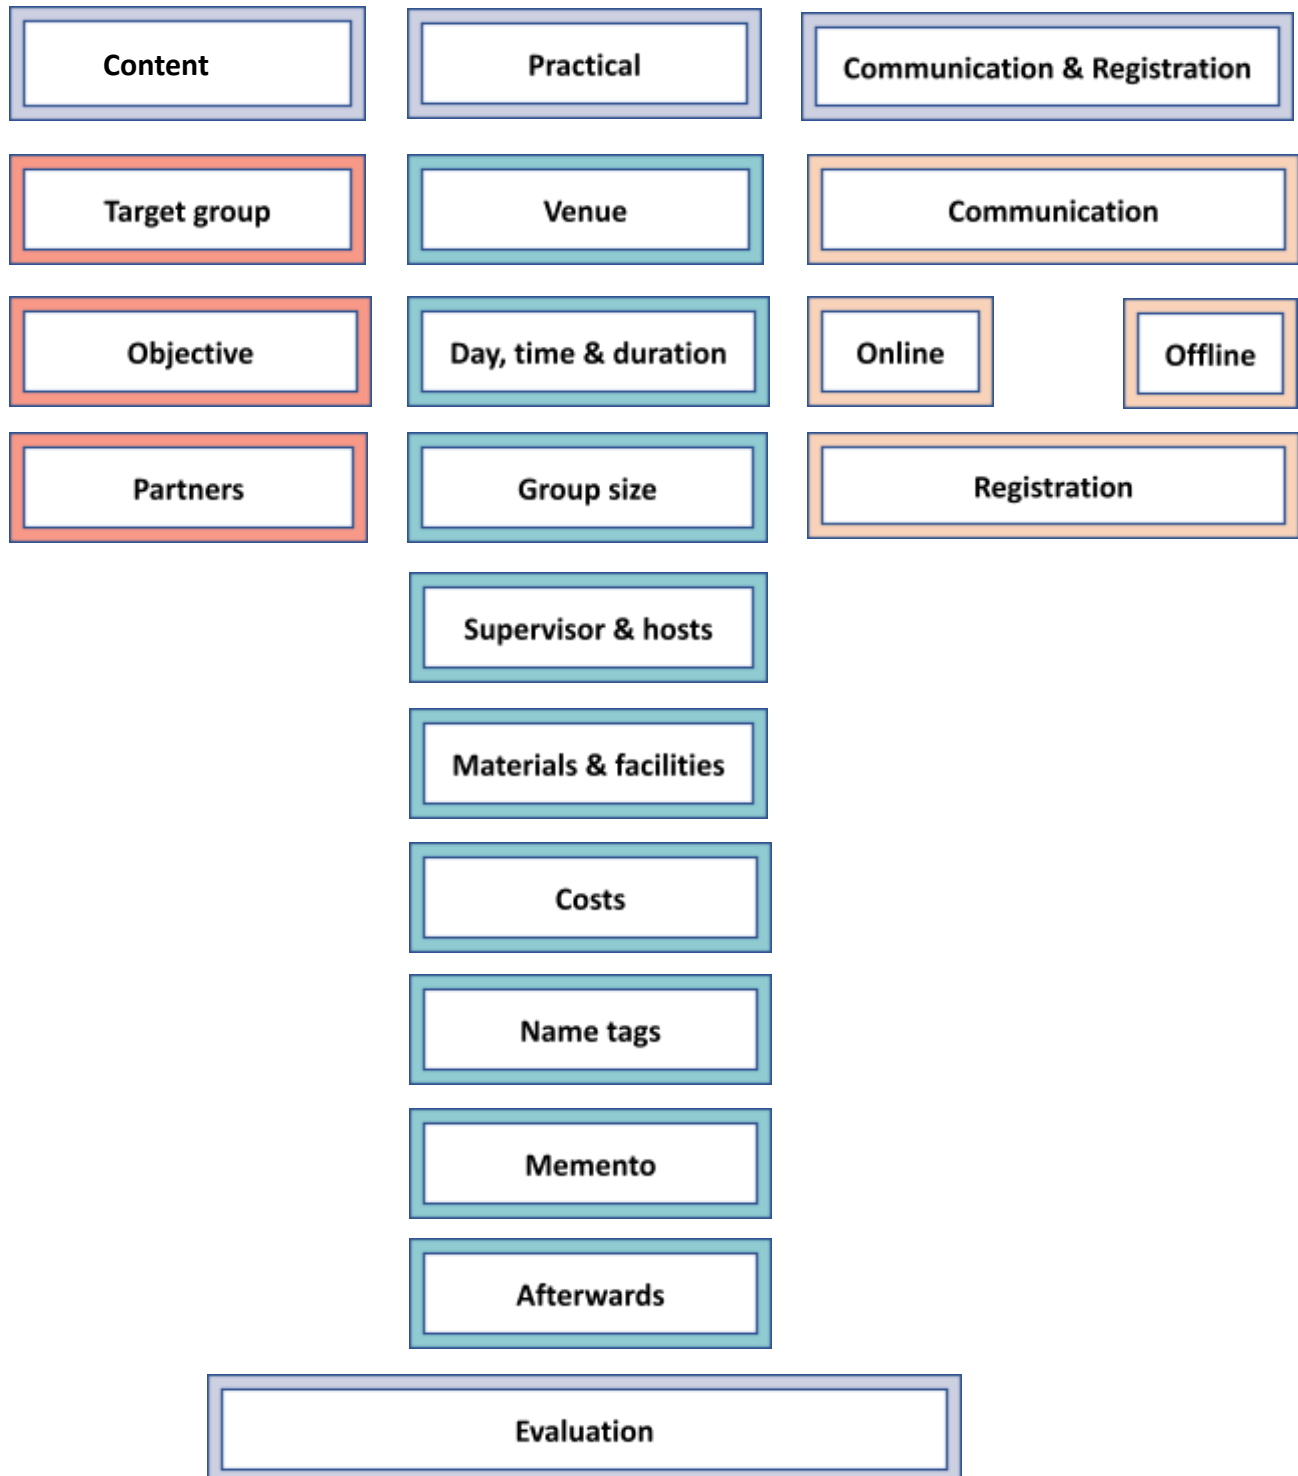 Content
Practical
Communication & Registration
Target group
Venue
Communication
Objective
Day, time & duration
Online
Offline
Partners
Group size
Registration
Supervisor & hosts
Materials & facilities
Costs
Name tags
Memento
Afterwards
Evaluation